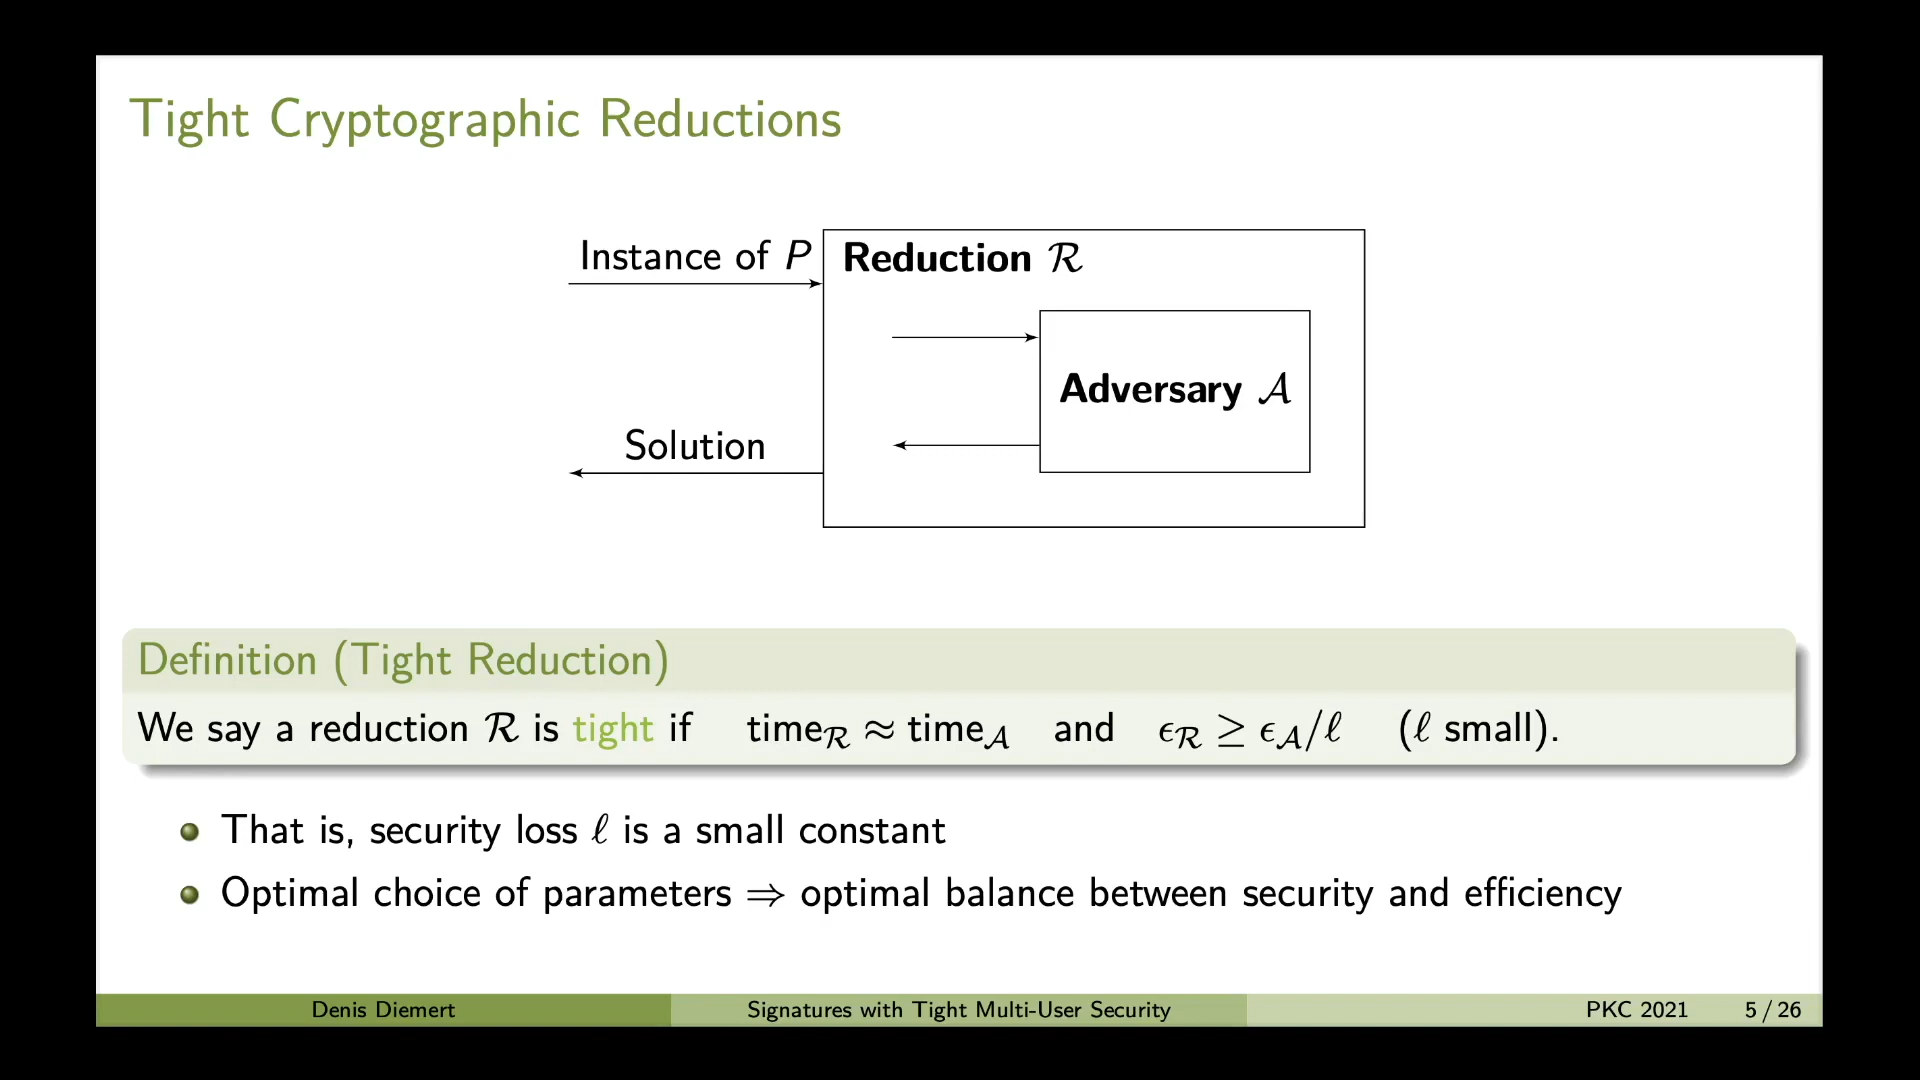 Tight Cryptographic Reductions
Instance of P
Reduction ℛ
Adversary 𝒜
Solution
Definition (Tight Reduction)
We say a reduction ℛ is tight if time_ℛ ≈ time_𝒜 and ϵ_ℛ ≥ ϵ_𝒜/ℓ (ℓ small).
That is, security loss ℓ is a small constant
Optimal choice of parameters ⇒ optimal balance between security and efficiency
Denis Diemert Signatures with Tight Multi-User Security PKC 2021 5 / 26